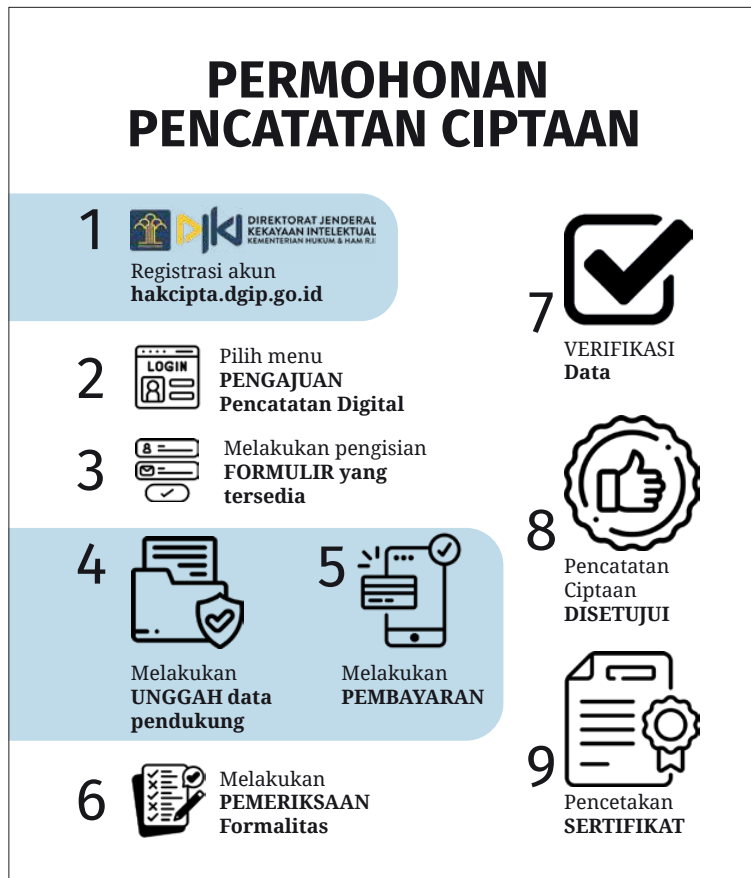 PERMOHONAN
PENCATATAN CIPTAAN
1
DIREKTORAT JENDERAL
KEKAYAAN INTELEKTUAL
KEMENTERIAN HUKUM & HAM R.I
Registrasi akun
hakcipta.dgip.go.id
2
LOGIN
Pilih menu
PENGAJUAN
Pencatatan Digital
3
Melakukan pengisian
FORMULIR yang
tersedia
4
Melakukan
UNGGAH data
pendukung
5
Melakukan
PEMBAYARAN
6
Melakukan
PEMERIKSAAN
Formalitas
7
VERIFIKASI
Data
8
Pencatatan
Ciptaan
DISETUJUI
9
Pencetakan
SERTIFIKAT